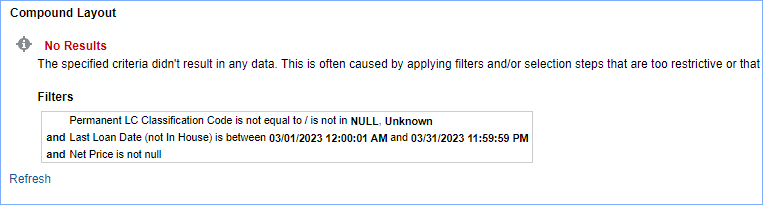 Compound Layout
No Results
The specified criteria didn't result in any data. This is often caused by applying filters and/or selection steps that are too restrictive or that
Filters
Permanent LC Classification Code is not equal to / is not in NULL, Unknown
and Last Loan Date (not In House) is between 03/01/2023 12:00:01 AM and 03/31/2023 11:59:59 PM
and Net Price is not null
Refresh